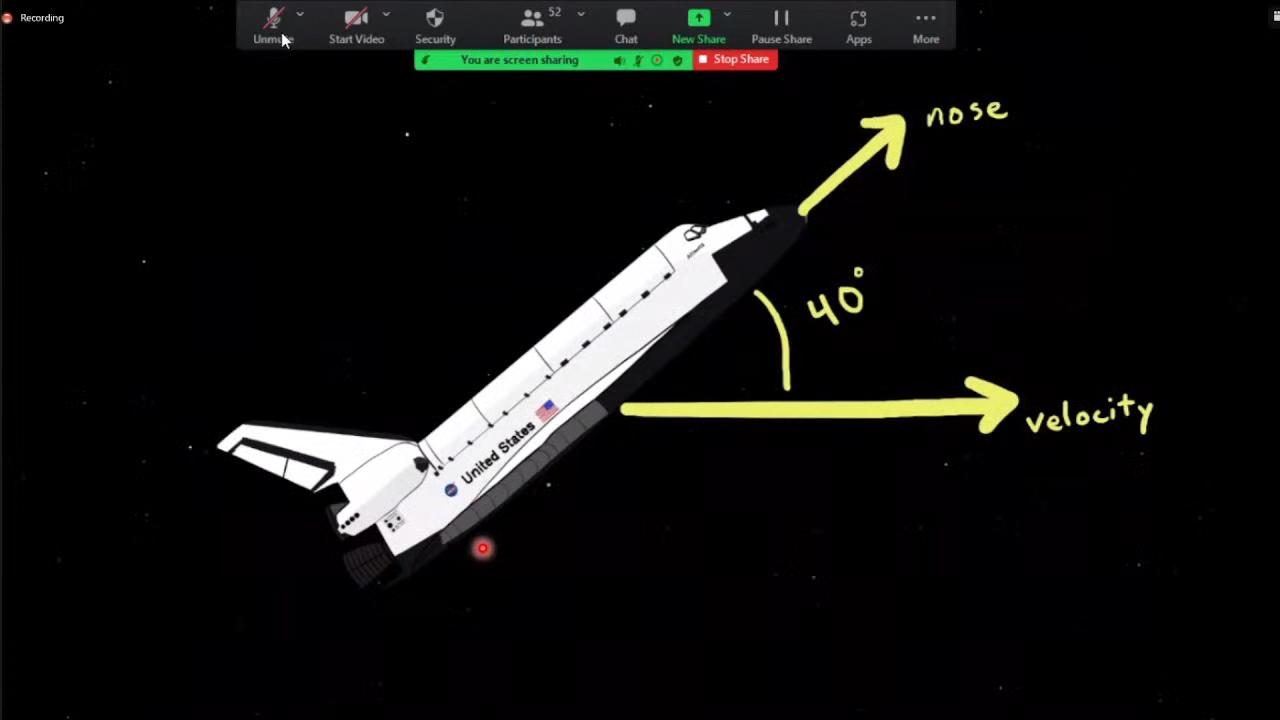 Recording
52
Unmute
Start Video
Security
Participants
Chat
New Share
Pause Share
Apps
More
You are screen sharing
Stop Share
nose
40°
velocity
Atlantis
United States